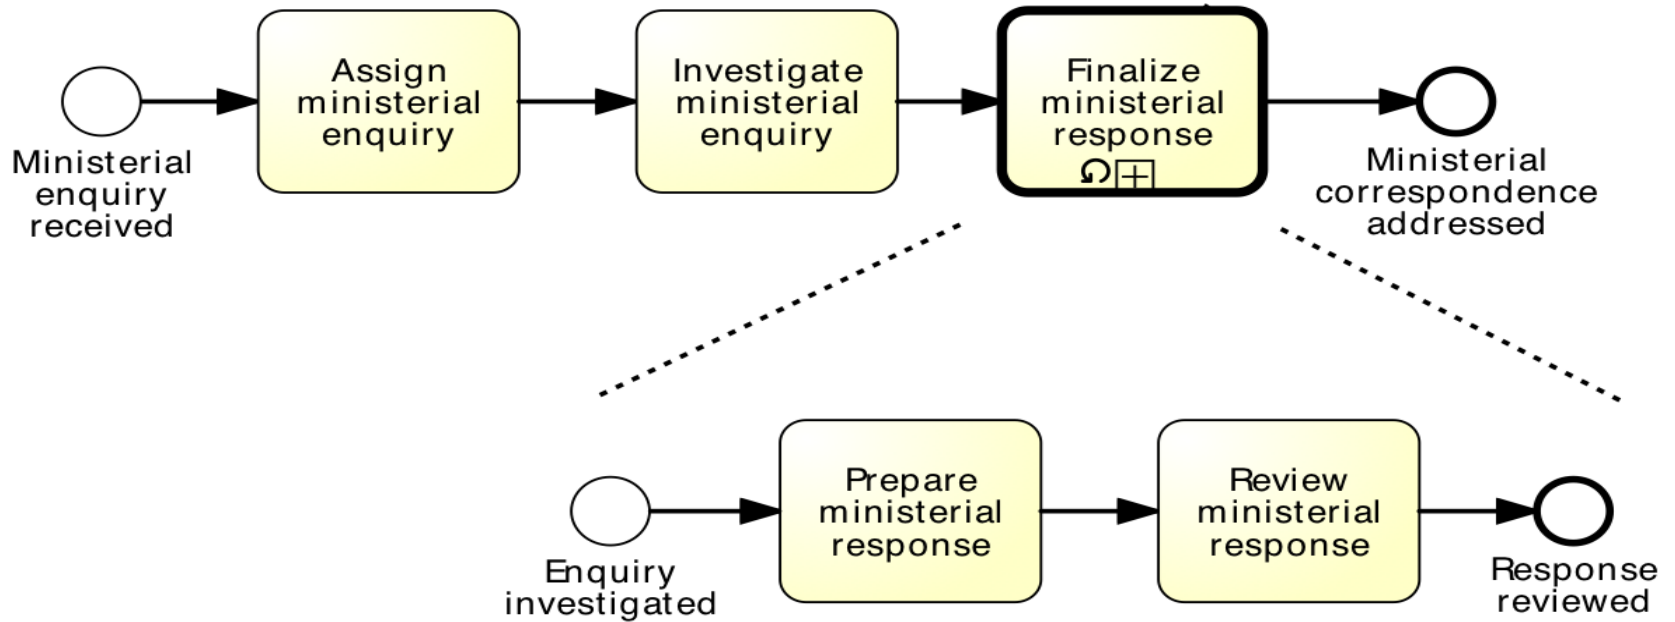 Assign
ministerial
enquiry
Investigate
ministerial
enquiry
Finalize
ministerial
response
Ministerial
enquiry
received
Ministerial
correspondence
addressed
Prepare
ministerial
response
Review
ministerial
response
Enquiry
investigated
Response
reviewed